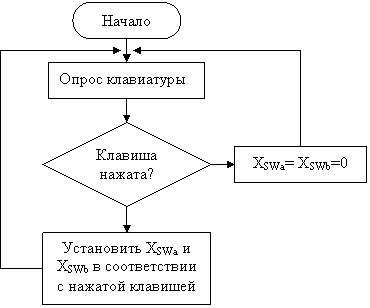 Начало
Опрос клавиатуры
Клавиша
нажата?
XSWa= XSWb=0
Установить XSWa и
XSWb в соответствии
с нажатой клавишей